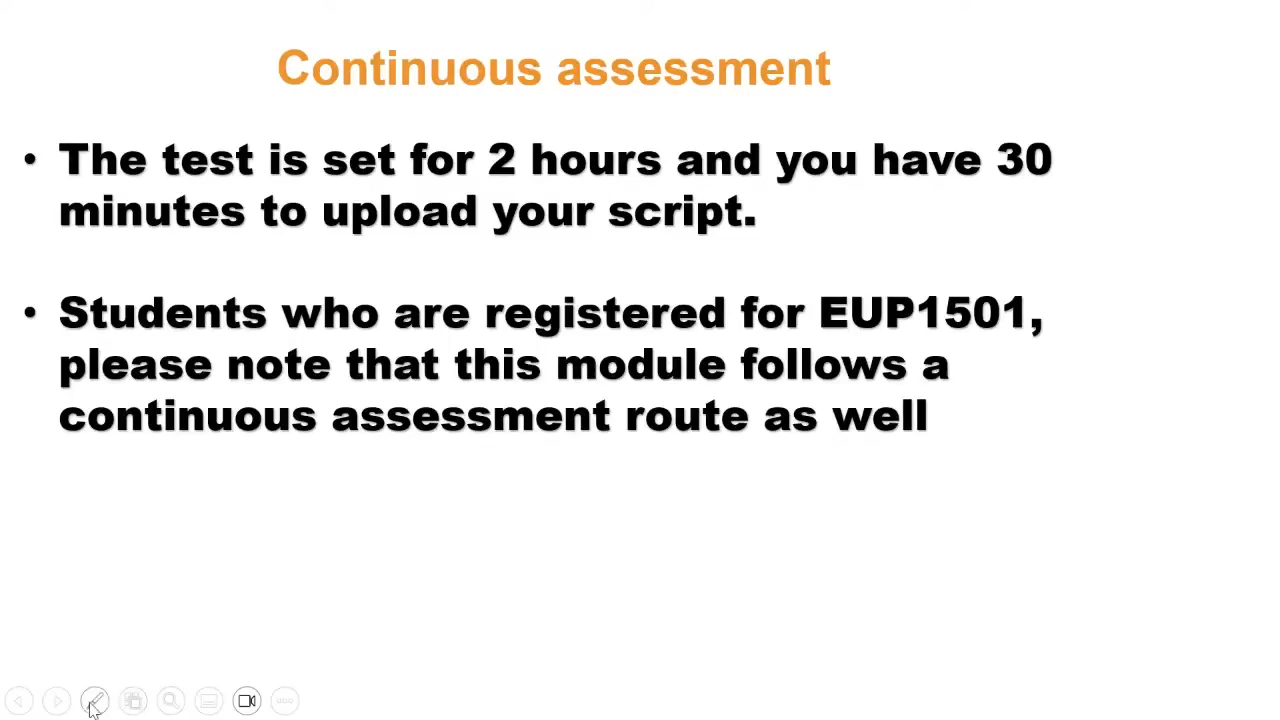 Continuous assessment
• The test is set for 2 hours and you have 30
minutes to upload your script.
• Students who are registered for EUP1501,
please note that this module follows a
continuous assessment route as well